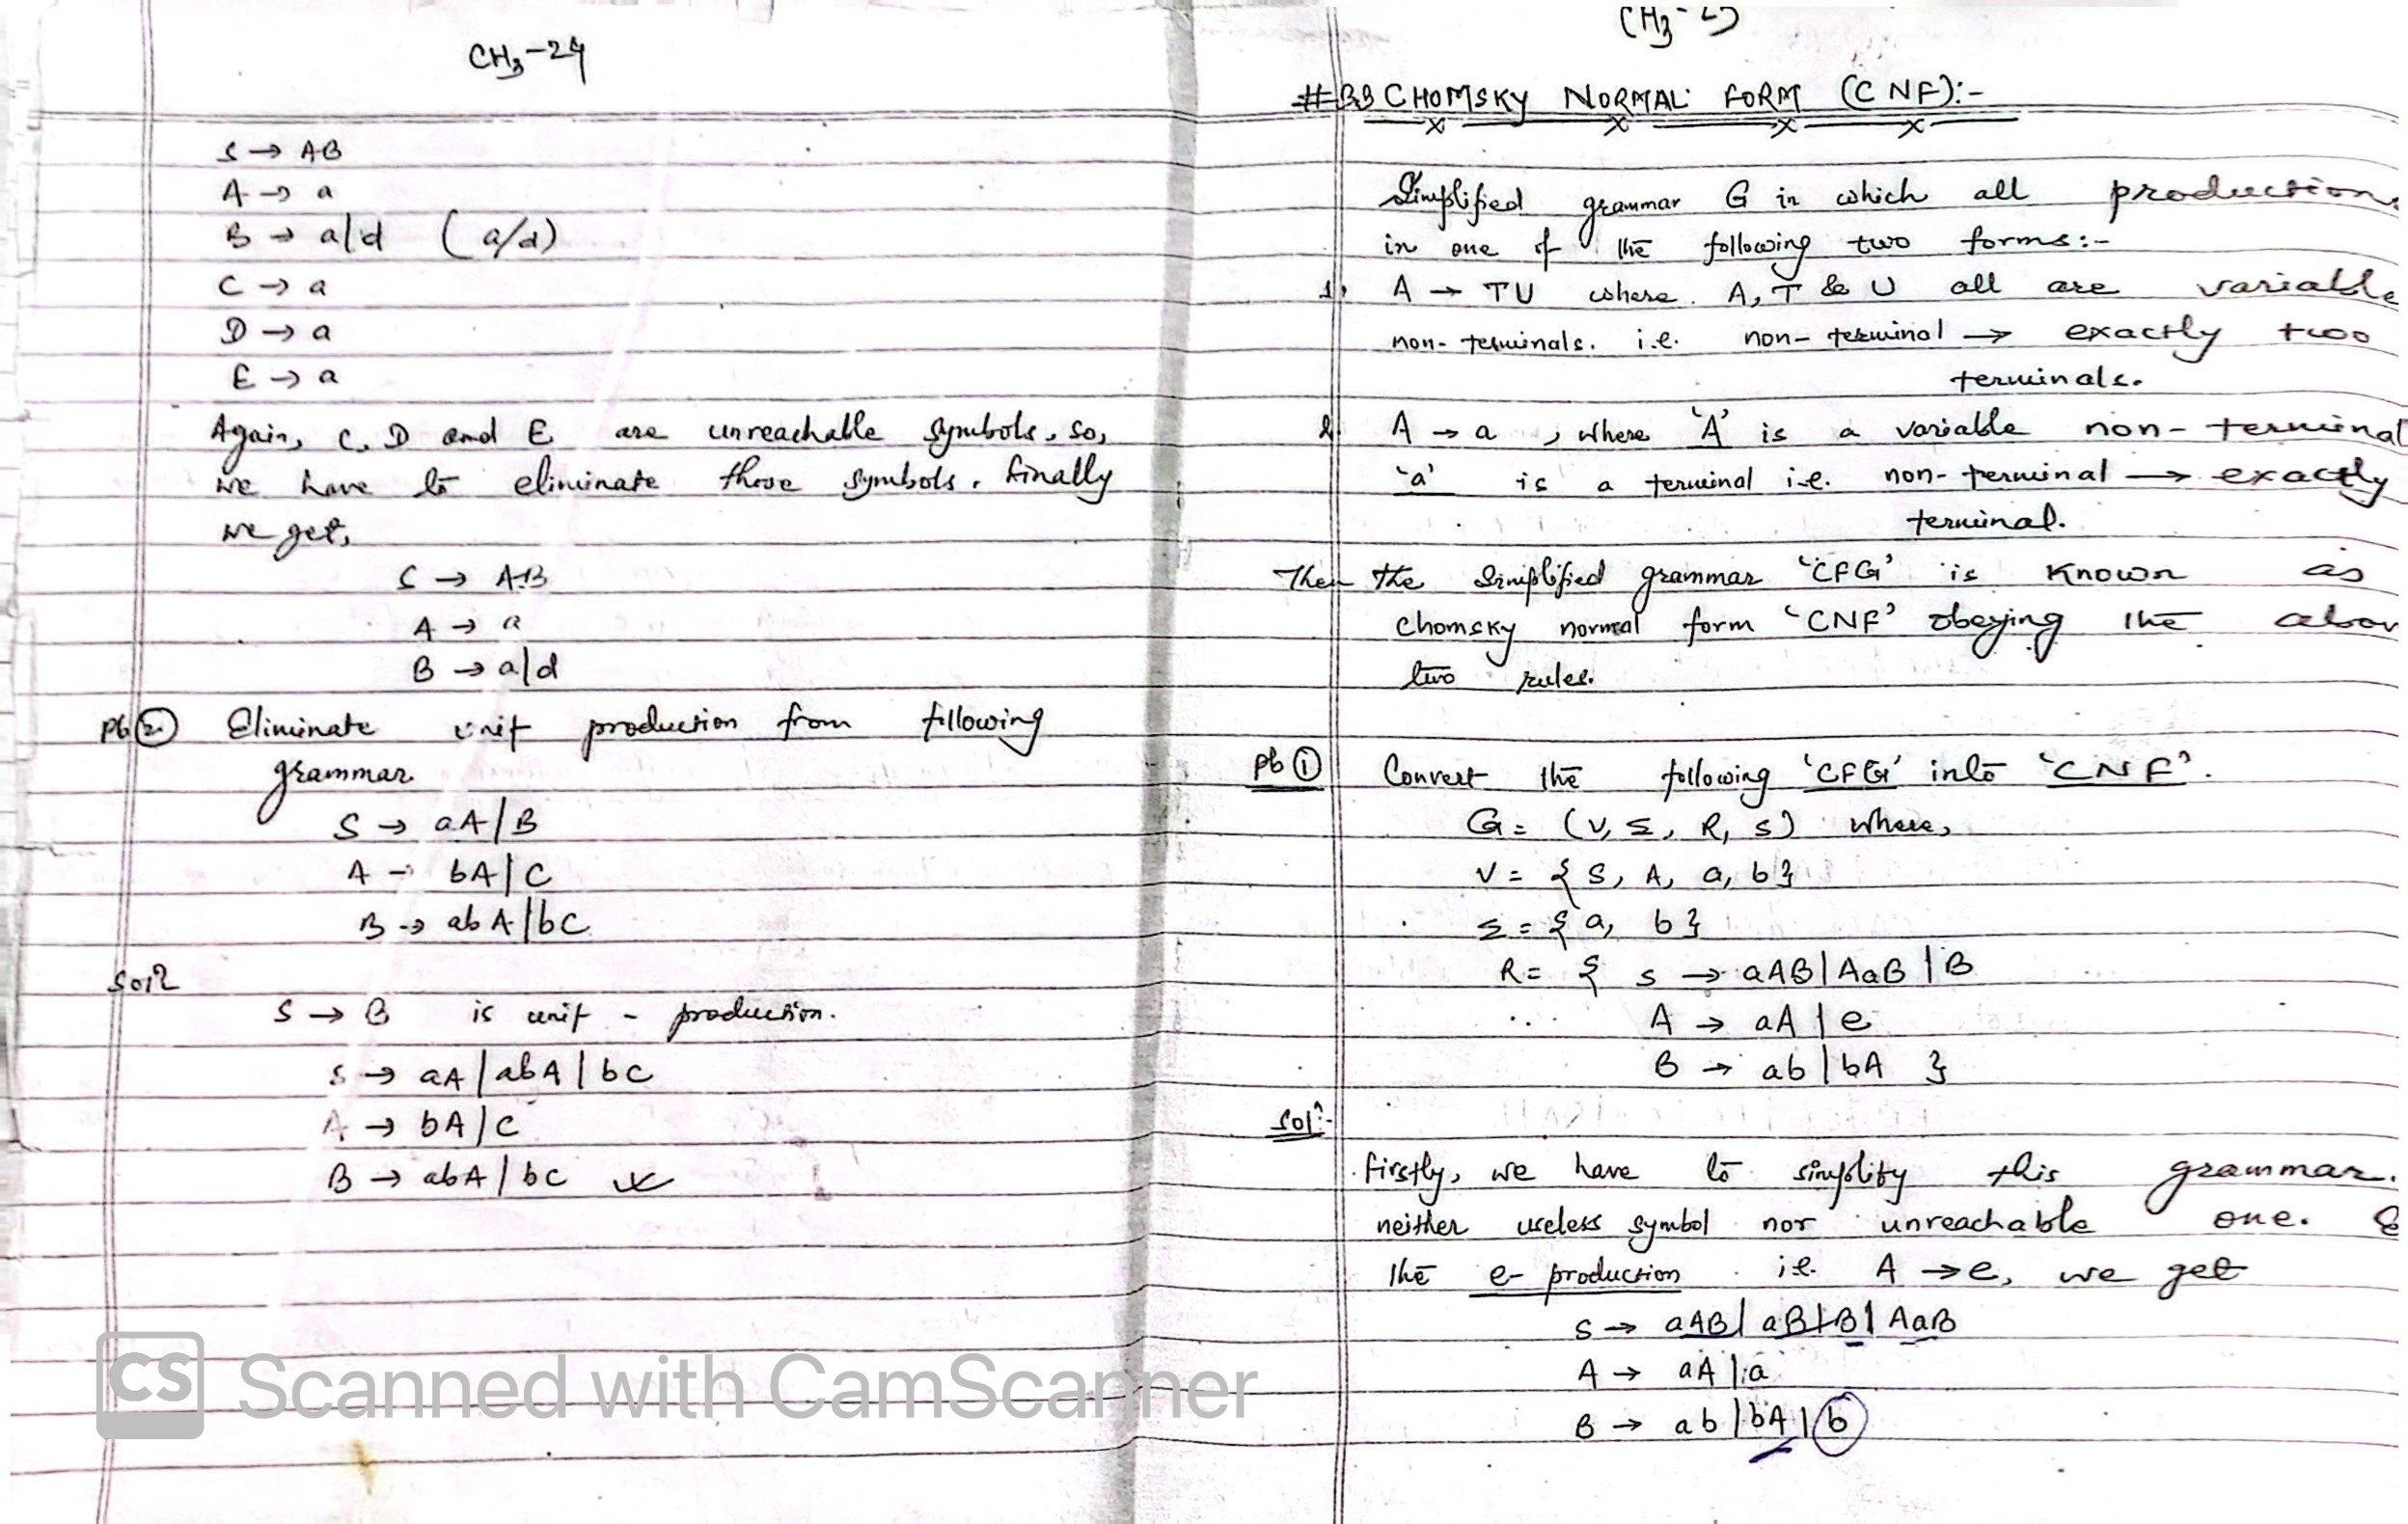 CH3-24
S → AB
A → a
B → a|d (a/d)
C → a
D → a
E → a
Again, C, D and E are unreachable symbols, so,
we have to eliminate those symbols. Finally
we get,
S → AB
A → a
B → a|d
Pb ② Eliminate unit production from following
grammar
S → aA|B
A → bA|C
B → abA|bC
Soln
S → B is unit - production.
S → aA|abA|bC
A → bA|C
B → abA|bC
CH3-25
# CHOMSKY NORMAL FORM (CNF):-
Simplified grammar G in which all production
in one of the following two forms:-
1. A → TU where A, T & U all are variable
non-terminals. i.e. non-terminal → exactly two
terminals.
2. A → a , where 'A' is a variable non-terminal
'a' is a terminal i.e. non-terminal → exactly
terminal.
Then the Simplified grammar 'CFG' is known as
chomsky normal form 'CNF' obeying the abov
two rules.
Pb ① Convert the following 'CFG' into 'CNF'.
G = (V, Σ, R, S) where,
V = { S, A, a, b}
Σ = { a, b }
R = { S → aAB|AaB|B
A → aA|e
B → ab|bA }
Soln:-
firstly, we have to simplify this grammar.
neither useless symbol nor unreachable one. &
the e-production i.e. A → e, we get
S → aAB|aB|B|AaB
A → aA|a
B → ab|bA|b
CS Scanned with CamScanner